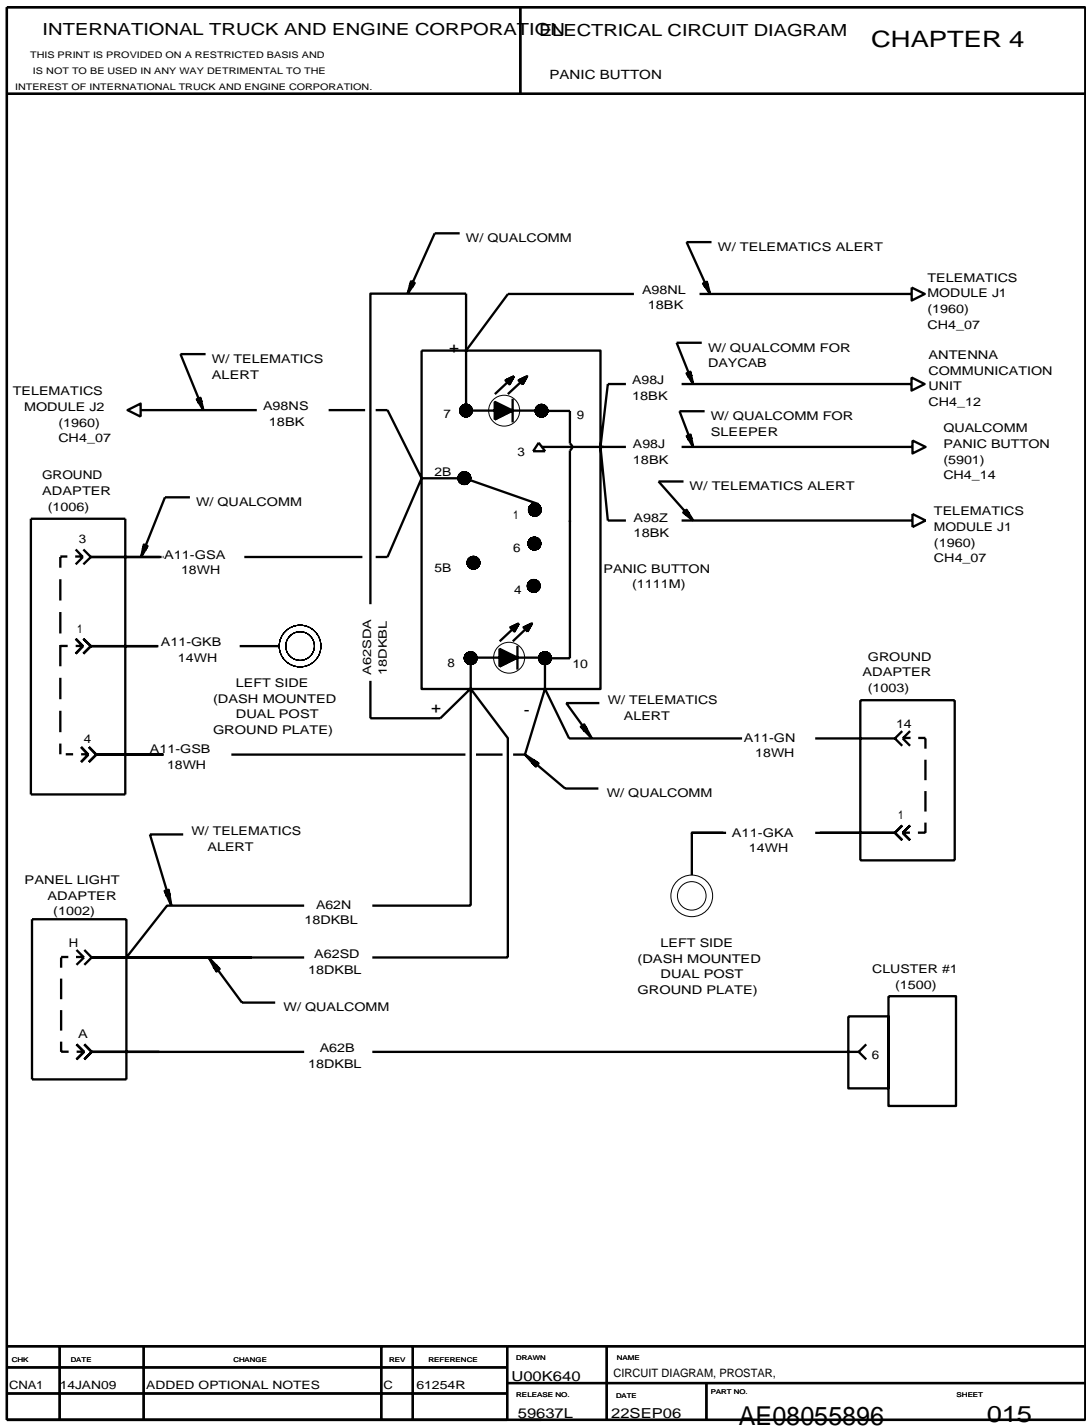 INTERNATIONAL TRUCK AND ENGINE CORPORATION
THIS PRINT IS PROVIDED ON A RESTRICTED BASIS AND
IS NOT TO BE USED IN ANY WAY DETRIMENTAL TO THE
INTEREST OF INTERNATIONAL TRUCK AND ENGINE CORPORATION.
ELECTRICAL CIRCUIT DIAGRAM
PANIC BUTTON
CHAPTER 4
W/ QUALCOMM
W/ TELEMATICS ALERT
A98NL
18BK
TELEMATICS
MODULE J1
(1960)
CH4_07
W/ TELEMATICS
ALERT
TELEMATICS
MODULE J2
(1960)
CH4_07
A98NS
18BK
+
7
9
W/ QUALCOMM FOR
DAYCAB
A98J
18BK
ANTENNA
COMMUNICATION
UNIT
CH4_12
W/ QUALCOMM FOR
SLEEPER
3
A98J
18BK
QUALCOMM
PANIC BUTTON
(5901)
CH4_14
W/ TELEMATICS ALERT
A98Z
18BK
TELEMATICS
MODULE J1
(1960)
CH4_07
2B
1
6
5B
4
PANIC BUTTON
(1111M)
8
10
+
-
GROUND
ADAPTER
(1006)
W/ QUALCOMM
3
A11-GSA
18WH
1
A11-GKB
14WH
LEFT SIDE
(DASH MOUNTED
DUAL POST
GROUND PLATE)
A62SDA
18DKBL
4
A11-GSB
18WH
W/ TELEMATICS
ALERT
GROUND
ADAPTER
(1003)
14
A11-GN
18WH
W/ QUALCOMM
1
A11-GKA
14WH
LEFT SIDE
(DASH MOUNTED
DUAL POST
GROUND PLATE)
W/ TELEMATICS
ALERT
PANEL LIGHT
ADAPTER
(1002)
A62N
18DKBL
H
A62SD
18DKBL
W/ QUALCOMM
A
A62B
18DKBL
CLUSTER #1
(1500)
6
CHK DATE CHANGE REV REFERENCE
CNA1 14JAN09 ADDED OPTIONAL NOTES C 61254R
DRAWN
U00K640
NAME
CIRCUIT DIAGRAM, PROSTAR,
RELEASE NO.
59637L
DATE
22SEP06
PART NO.
AE08055896
SHEET
015